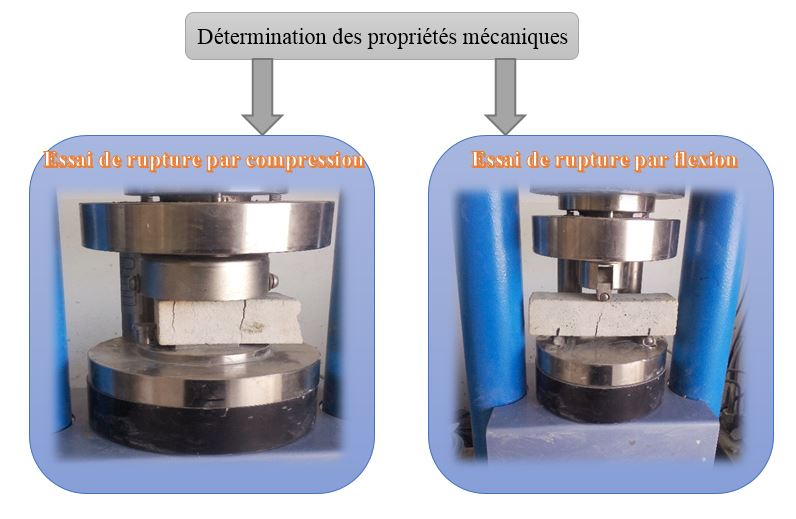 Détermination des propriétés mécaniques
Essai de rupture par compression
Essai de rupture par flexion